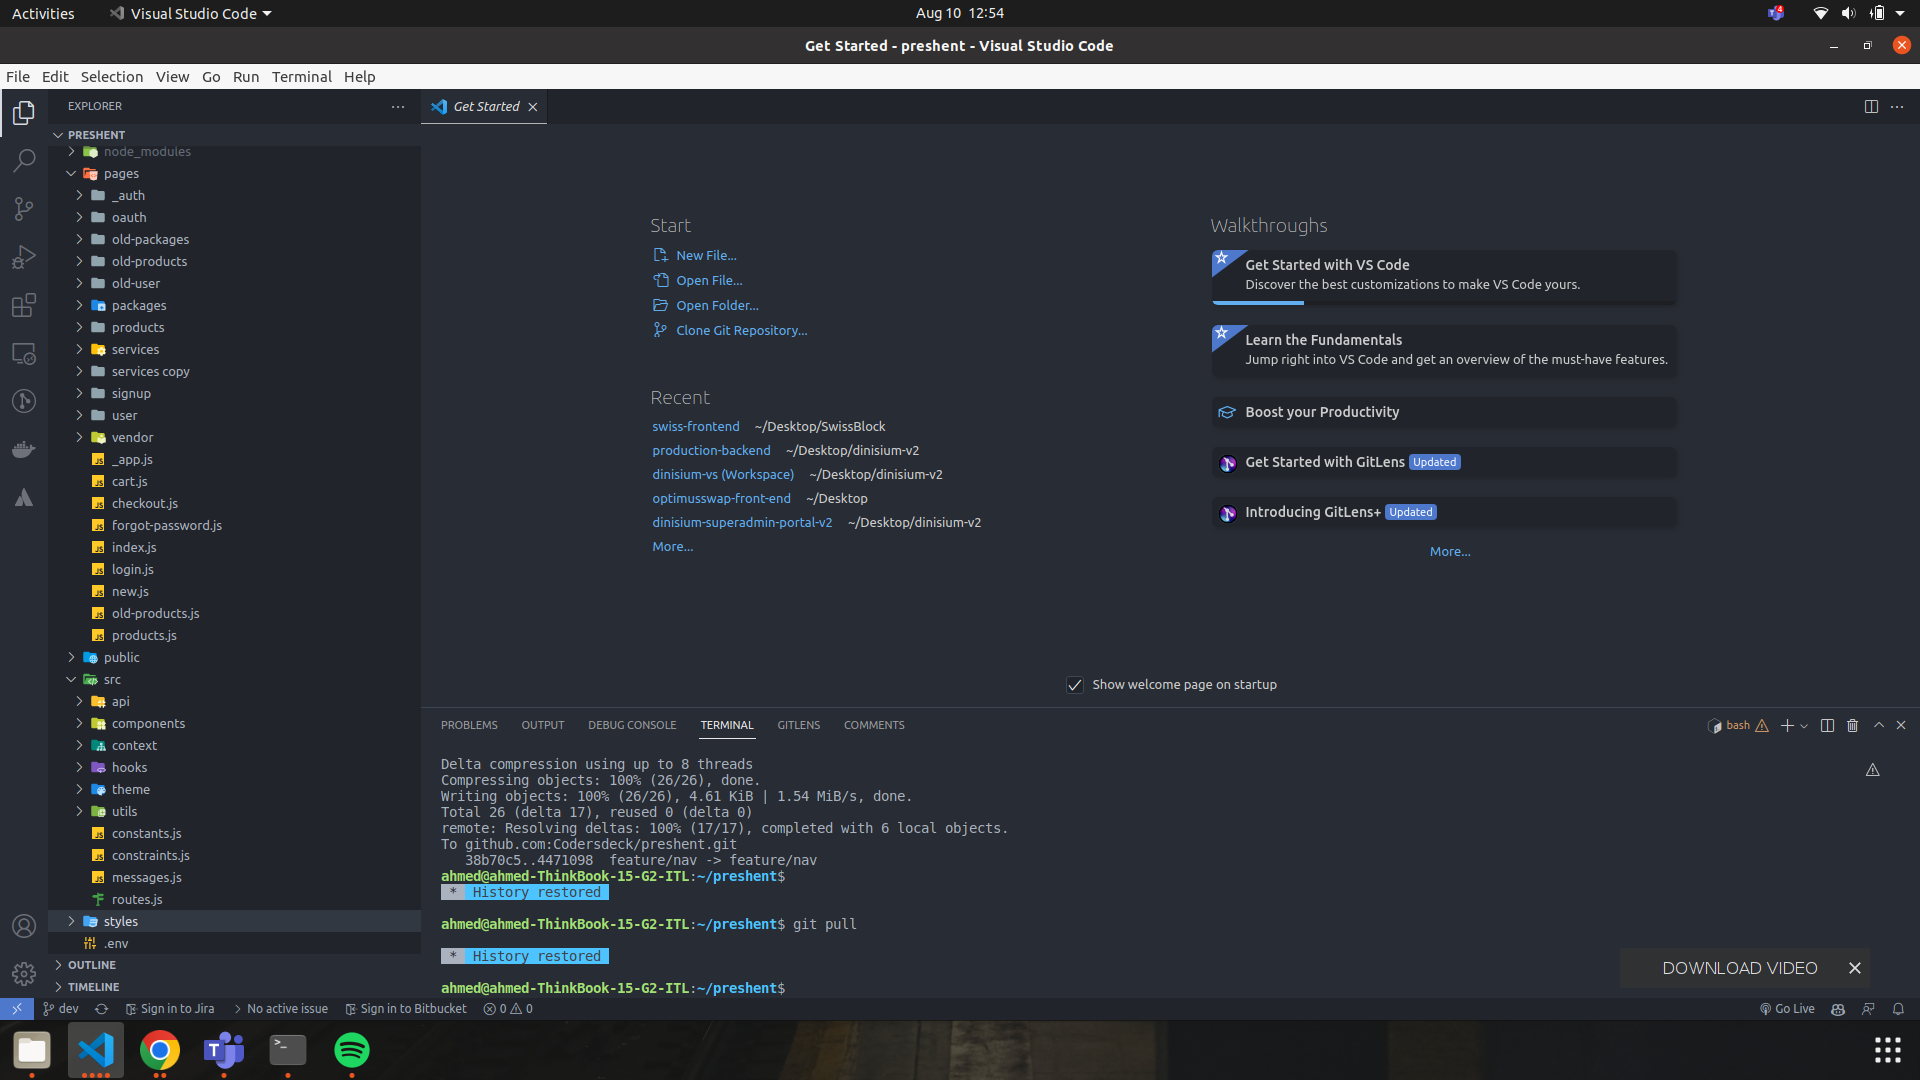 Activities
Visual Studio Code
Aug 10 12:54
4
Get Started - preshent - Visual Studio Code
File Edit Selection View Go Run Terminal Help
EXPLORER
PRESHENT
node_modules
pages
_auth
oauth
old-packages
old-products
old-user
packages
products
services
services copy
signup
user
vendor
JS _app.js
JS cart.js
JS checkout.js
JS forgot-password.js
JS index.js
JS login.js
JS new.js
JS old-products.js
JS products.js
public
src
api
components
context
hooks
theme
utils
JS constants.js
JS constraints.js
JS messages.js
routes.js
styles
.env
OUTLINE
TIMELINE
Get Started
Start
New File...
Open File...
Open Folder...
Clone Git Repository...
Recent
swiss-frontend ~/Desktop/SwissBlock
production-backend ~/Desktop/dinisium-v2
dinisium-vs (Workspace) ~/Desktop/dinisium-v2
optimusswap-front-end ~/Desktop
dinisium-superadmin-portal-v2 ~/Desktop/dinisium-v2
More...
Walkthroughs
Get Started with VS Code
Discover the best customizations to make VS Code yours.
Learn the Fundamentals
Jump right into VS Code and get an overview of the must-have features.
Boost your Productivity
Get Started with GitLens Updated
Introducing GitLens+ Updated
More...
Show welcome page on startup
PROBLEMS OUTPUT DEBUG CONSOLE TERMINAL GITLENS COMMENTS
bash
Delta compression using up to 8 threads
Compressing objects: 100% (26/26), done.
Writing objects: 100% (26/26), 4.61 KiB | 1.54 MiB/s, done.
Total 26 (delta 17), reused 0 (delta 0)
remote: Resolving deltas: 100% (17/17), completed with 6 local objects.
To github.com:Codersdeck/preshent.git
38b70c5..4471098 feature/nav -> feature/nav
ahmed@ahmed-ThinkBook-15-G2-ITL:~/preshent$
* History restored
ahmed@ahmed-ThinkBook-15-G2-ITL:~/preshent$ git pull
* History restored
ahmed@ahmed-ThinkBook-15-G2-ITL:~/preshent$
DOWNLOAD VIDEO
dev Sign in to Jira No active issue Sign in to Bitbucket 0 0
Go Live